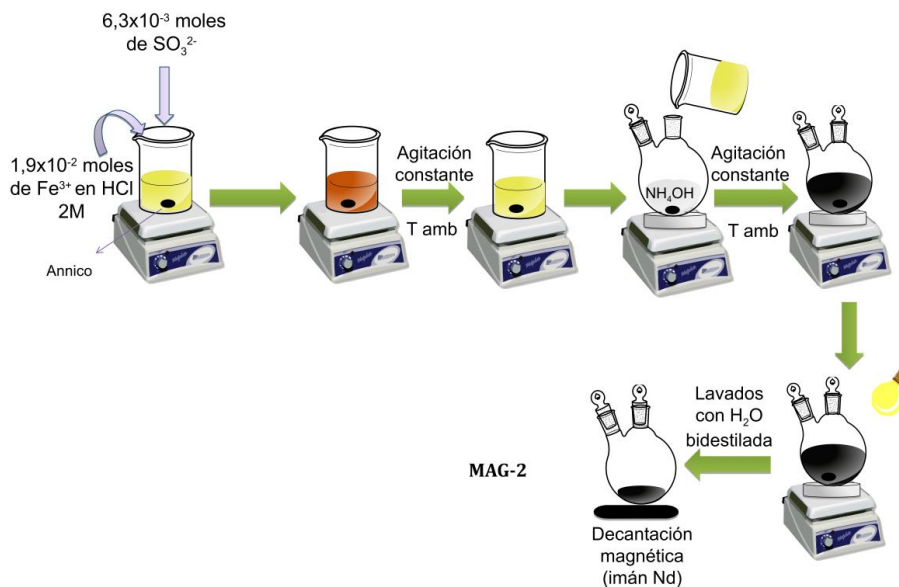 6,3x10⁻³ moles
de SO₃²⁻
1,9x10⁻² moles
de Fe³⁺ en HCl
2M
Annico
Agitación
constante
T amb
NH₄OH
Agitación
constante
T amb
Lavados
con H₂O
bidestilada
MAG-2
Decantación
magnética
(imán Nd)